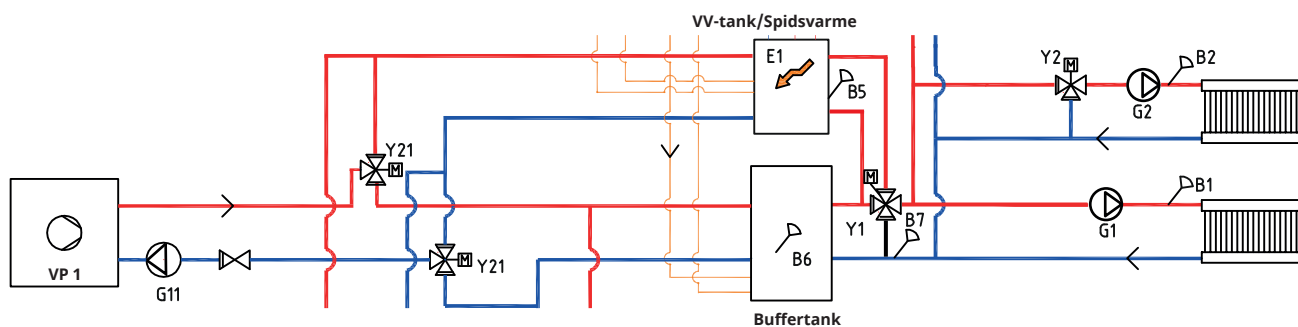 VV-tank/Spidsvarme
E1
B5
Y2
M
B2
G2
Y21
M
M
B1
Y1
B7
G1
VP 1
G11
M
Y21
B6
Buffertank